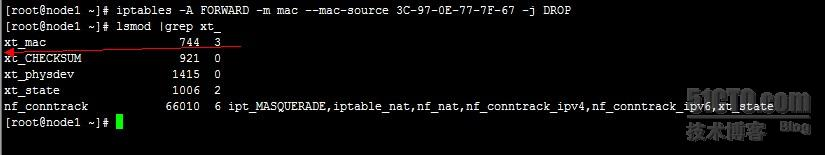 [root@node1 ~]# iptables -A FORWARD -m mac --mac-source 3C-97-0E-77-7F-67 -j DROP
[root@node1 ~]# lsmod |grep xt_
xt_mac 744 3
xt_CHECKSUM 921 0
xt_physdev 1415 0
xt_state 1006 2
nf_conntrack 66010 6 ipt_MASQUERADE,iptable_nat,nf_nat,nf_conntrack_ipv4,nf_conntrack_ipv6,xt_state
[root@node1 ~]#
51CTO.com
技术博客 Blog